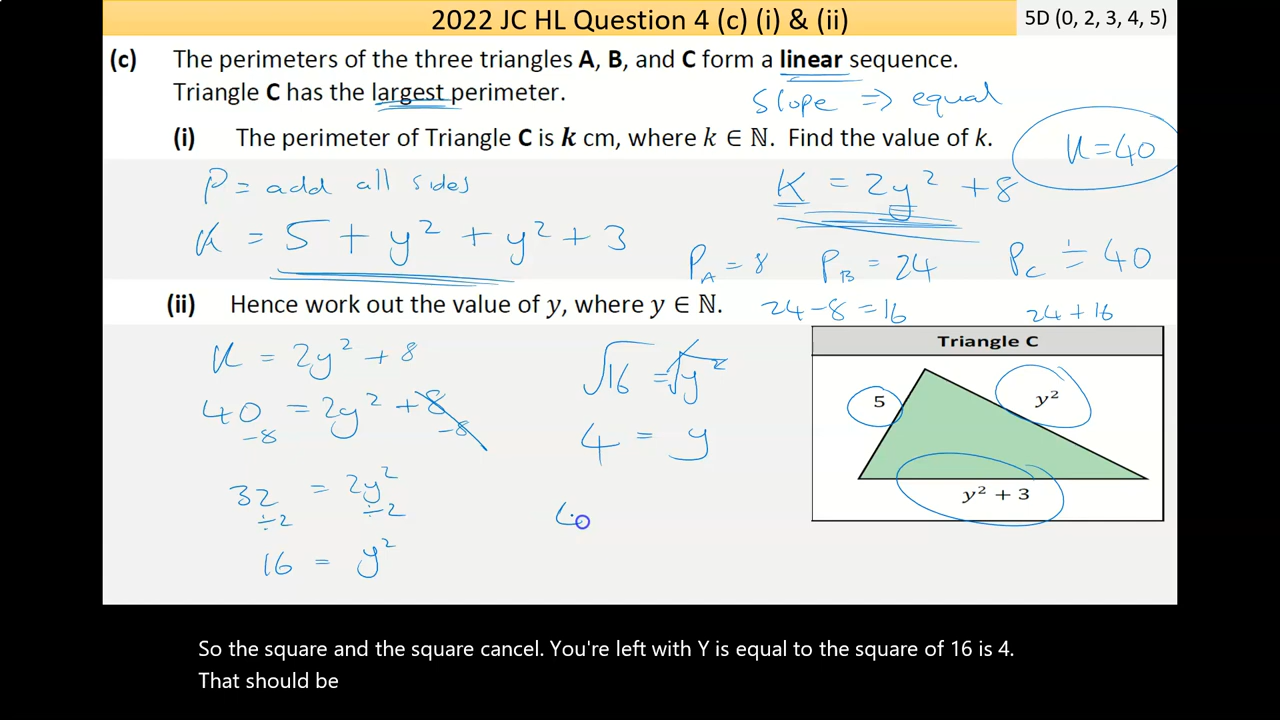 2022 JC HL Question 4 (c) (i) & (ii)
5D (0, 2, 3, 4, 5)
(c) The perimeters of the three triangles A, B, and C form a linear sequence.
Triangle C has the largest perimeter.
Slope ⇒ equal
(i) The perimeter of Triangle C is k cm, where k ∈ ℕ. Find the value of k.
K = 40
P = add all sides
K = 2y² + 8
K = 5 + y² + y² + 3
P_A = 8 P_B = 24 P_C = 40
(ii) Hence work out the value of y, where y ∈ ℕ.
24 - 8 = 16
24 + 16
K = 2y² + 8
40 = 2y² + 8
-8 -8
32 = 2y²
÷2 ÷2
16 = y²
√16 = √y²
4 = y
Triangle C
5
y²
y² + 3
So the square and the square cancel. You're left with Y is equal to the square of 16 is 4.
That should be